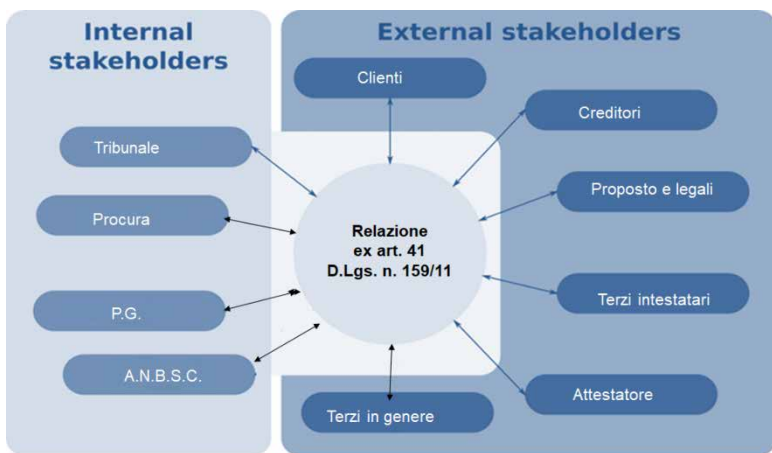 Internal
stakeholders
External stakeholders
Clienti
Creditori
Tribunale
Proposto e legali
Procura
Relazione
ex art. 41
D.Lgs. n. 159/11
Terzi intestatari
P.G.
A.N.B.S.C.
Attestatore
Terzi in genere